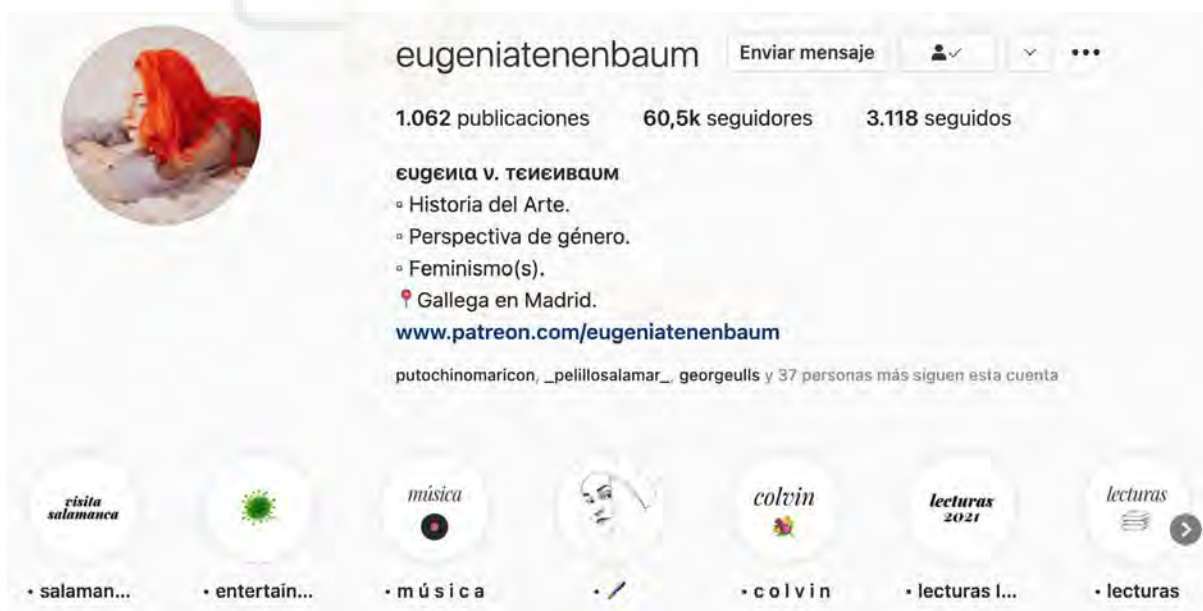 eugeniatenenbaum Enviar mensaje
1.062 publicaciones 60,5k seguidores 3.118 seguidos
єυgєиια ν. тєиєивαυм
▫ Historia del Arte.
▫ Perspectiva de género.
▫ Feminismo(s).
📍Gallega en Madrid.
www.patreon.com/eugeniatenenbaum
putochinomaricon, _pelillosalamar_, georgeulls y 37 personas más siguen esta cuenta
visita
salamanca
música
colvin
lecturas
2021
lecturas
• salaman... • entertain... • m ú s i c a • 🖊️ • c o l v i n • lecturas l... • lecturas